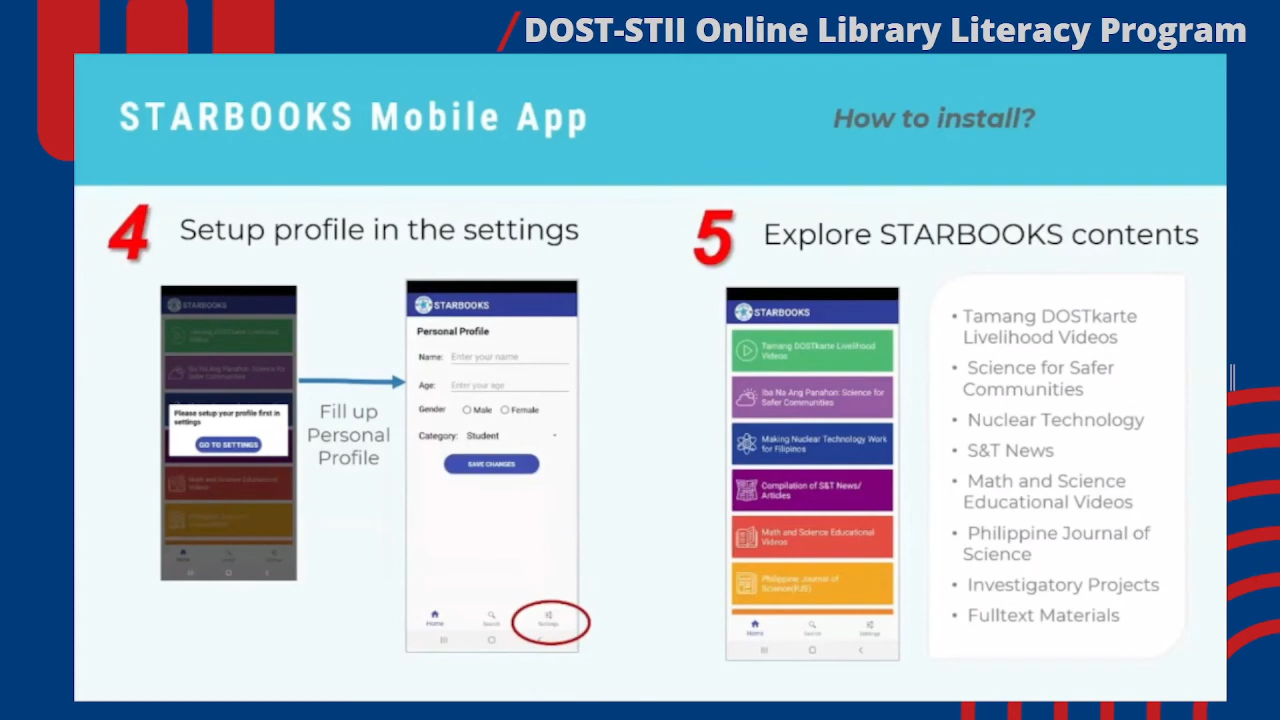 DOST-STII Online Library Literacy Program
STARBOOKS Mobile App
How to install?
4 Setup profile in the settings
STARBOOKS
Please setup your profile first in
settings
GO TO SETTINGS
Fill up
Personal
Profile
STARBOOKS
Personal Profile
Name: Enter your name
Age: Enter your age
Gender Male Female
Category: Student
SAVE CHANGES
Home Search Settings
5 Explore STARBOOKS contents
STARBOOKS
Tamang DOSTkarte Livelihood
Videos
Iba Na Ang Panahon: Science for
Safer Communities
Making Nuclear Technology Work
for Filipinos
Compilation of S&T News/
Articles
Math and Science Educational
Videos
Philippine Journal of
Science(PJS)
Home Search Settings
• Tamang DOSTkarte
Livelihood Videos
• Science for Safer
Communities
• Nuclear Technology
• S&T News
• Math and Science
Educational Videos
• Philippine Journal of
Science
• Investigatory Projects
• Fulltext Materials